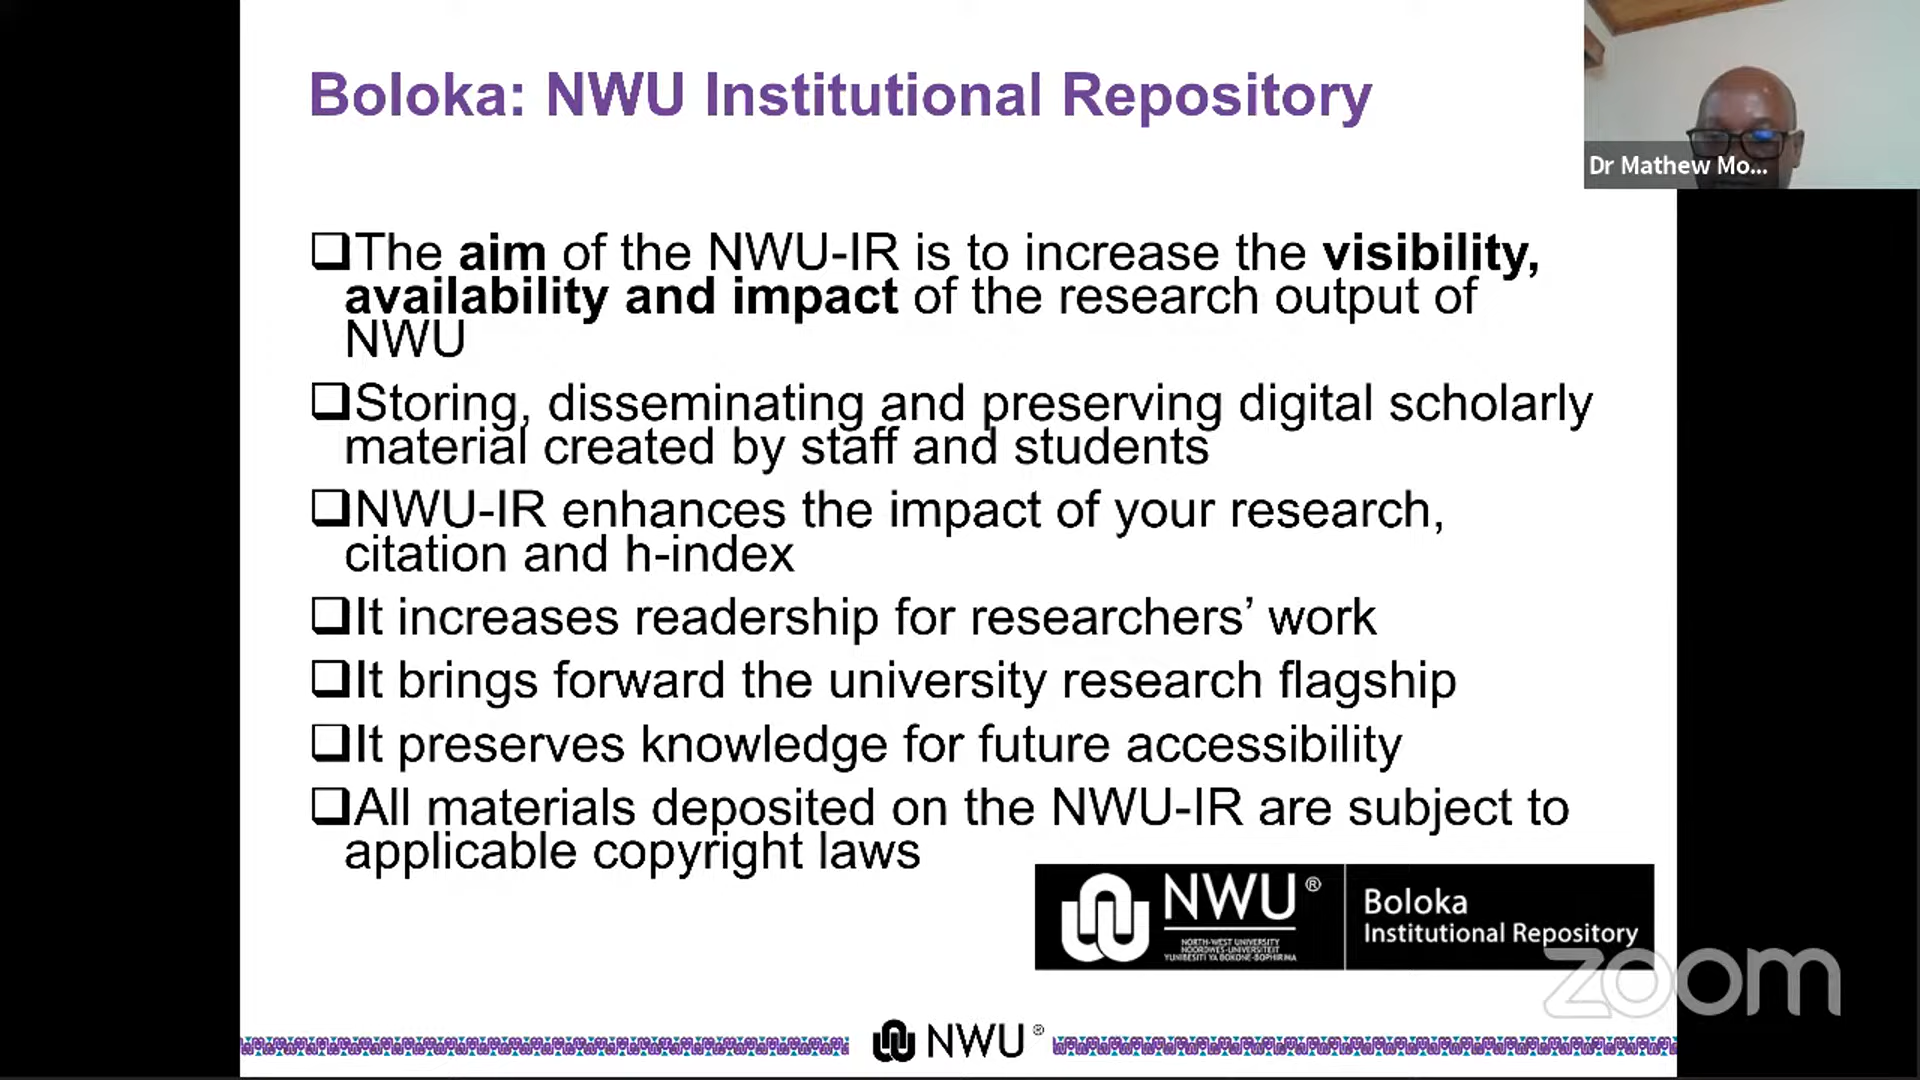 Boloka: NWU Institutional Repository
Dr Mathew Mo...
❑The aim of the NWU-IR is to increase the visibility,
availability and impact of the research output of
NWU
❑Storing, disseminating and preserving digital scholarly
material created by staff and students
❑NWU-IR enhances the impact of your research,
citation and h-index
❑It increases readership for researchers’ work
❑It brings forward the university research flagship
❑It preserves knowledge for future accessibility
❑All materials deposited on the NWU-IR are subject to
applicable copyright laws
NWU®
NORTH-WEST UNIVERSITY
NOORDWES-UNIVERSITEIT
YUNIBESITI YA BOKONE-BOPHIRIMA
Boloka
Institutional Repository
zoom
NWU®